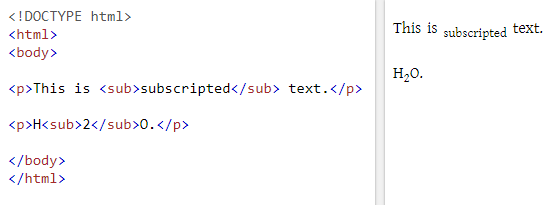 <!DOCTYPE html>
<html>
<body>
<p>This is <sub>subscripted</sub> text.</p>
<p>H<sub>2</sub>O.</p>
</body>
</html>
This is subscripted text.
H₂O.